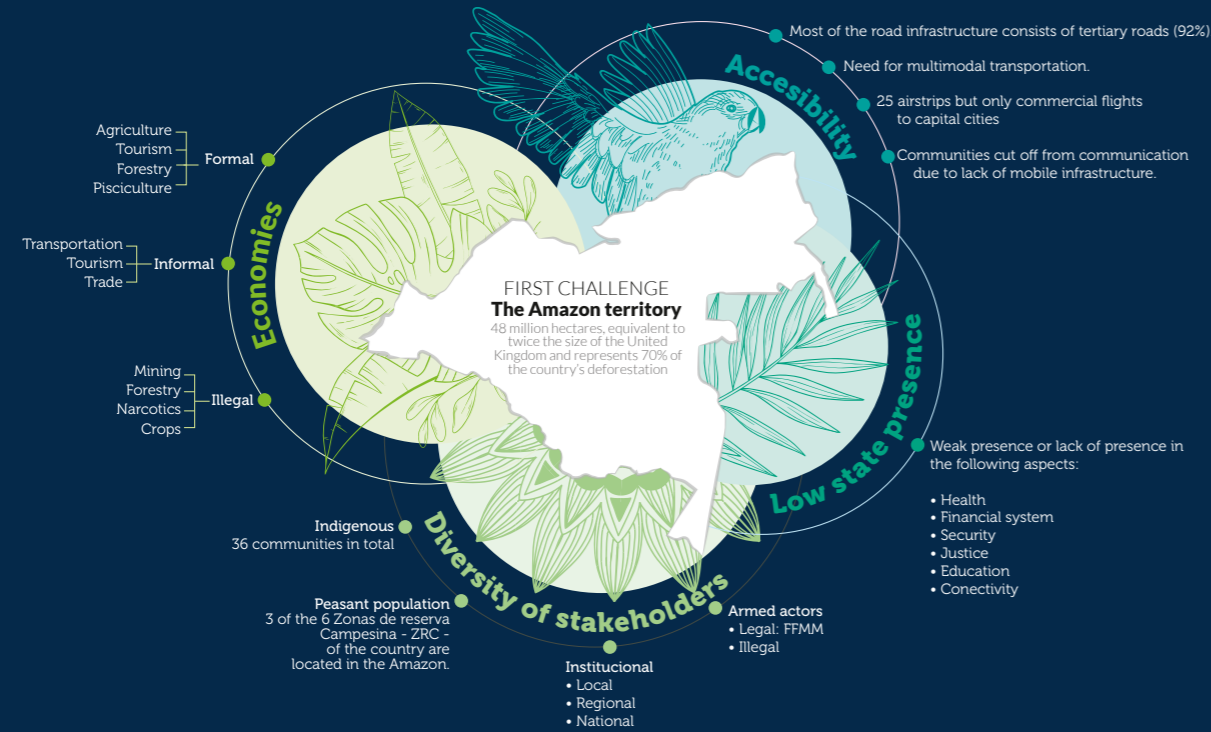 FIRST CHALLENGE
The Amazon territory
48 million hectares, equivalent to
twice the size of the United
Kingdom and represents 70% of
the country's deforestation
Economies
Formal
Agriculture
Tourism
Forestry
Pisciculture
Informal
Transportation
Tourism
Trade
Illegal
Mining
Forestry
Narcotics
Crops
Accesibility
Most of the road infrastructure consists of tertiary roads (92%)
Need for multimodal transportation.
25 airstrips but only commercial flights
to capital cities
Communities cut off from communication
due to lack of mobile infrastructure.
Low state presence
Weak presence or lack of presence in
the following aspects:
• Health
• Financial system
• Security
• Justice
• Education
• Conectivity
Diversity of stakeholders
Indigenous
36 communities in total
Peasant population
3 of the 6 Zonas de reserva
Campesina - ZRC -
of the country are
located in the Amazon.
Institucional
• Local
• Regional
• National
Armed actors
• Legal: FFMM
• Illegal